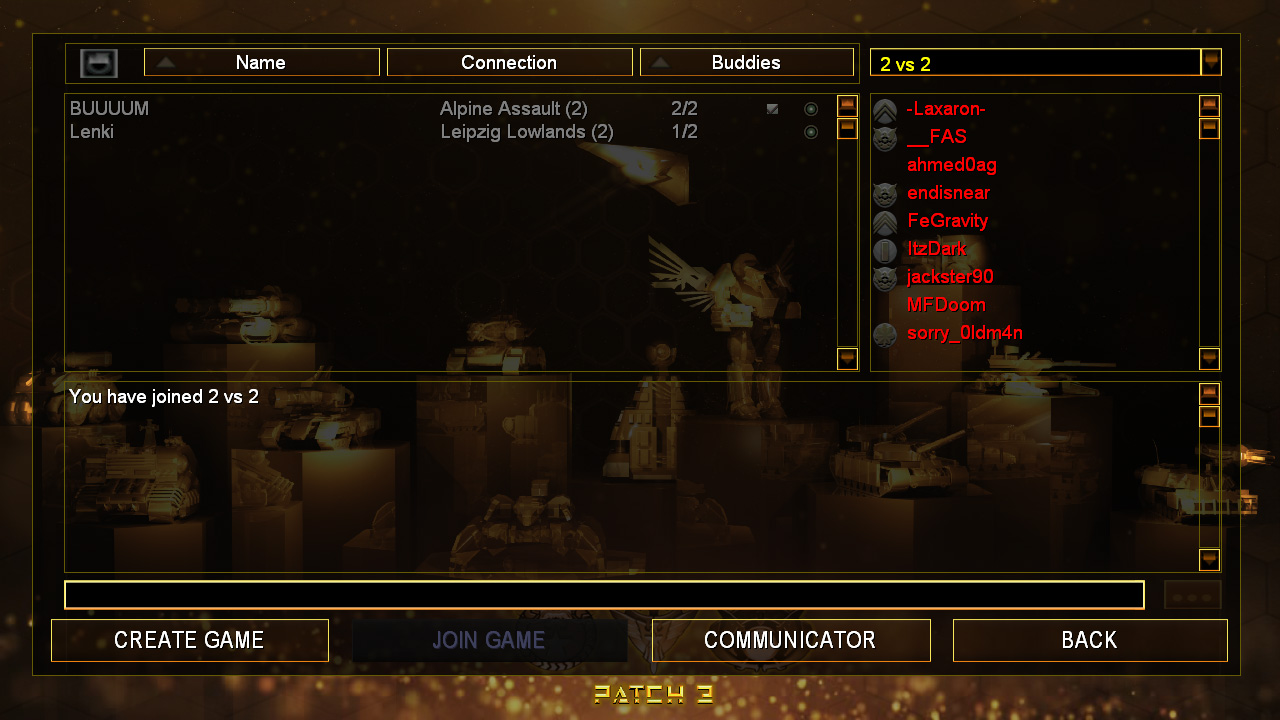 Name Connection Buddies 2 vs 2
BUUUUM Alpine Assault (2) 2/2
Lenki Leipzig Lowlands (2) 1/2
-Laxaron-
__FAS
ahmed0ag
endisnear
FeGravity
ItzDark
jackster90
MFDoom
sorry_0ldm4n
You have joined 2 vs 2
CREATE GAME JOIN GAME COMMUNICATOR BACK
PATCH 3